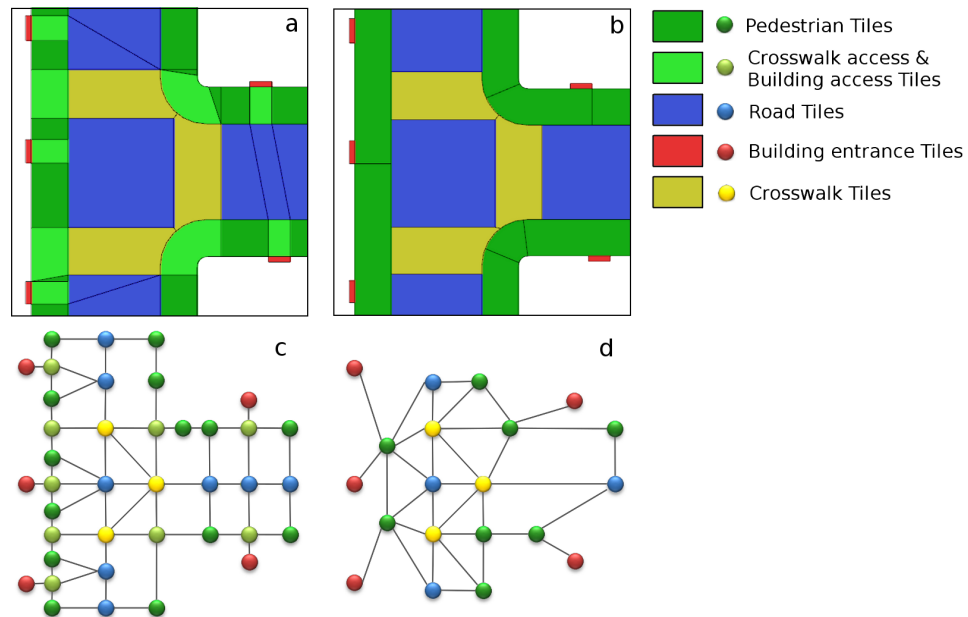 a
b
Pedestrian Tiles
Crosswalk access &
Building access Tiles
Road Tiles
Building entrance Tiles
Crosswalk Tiles
c
d